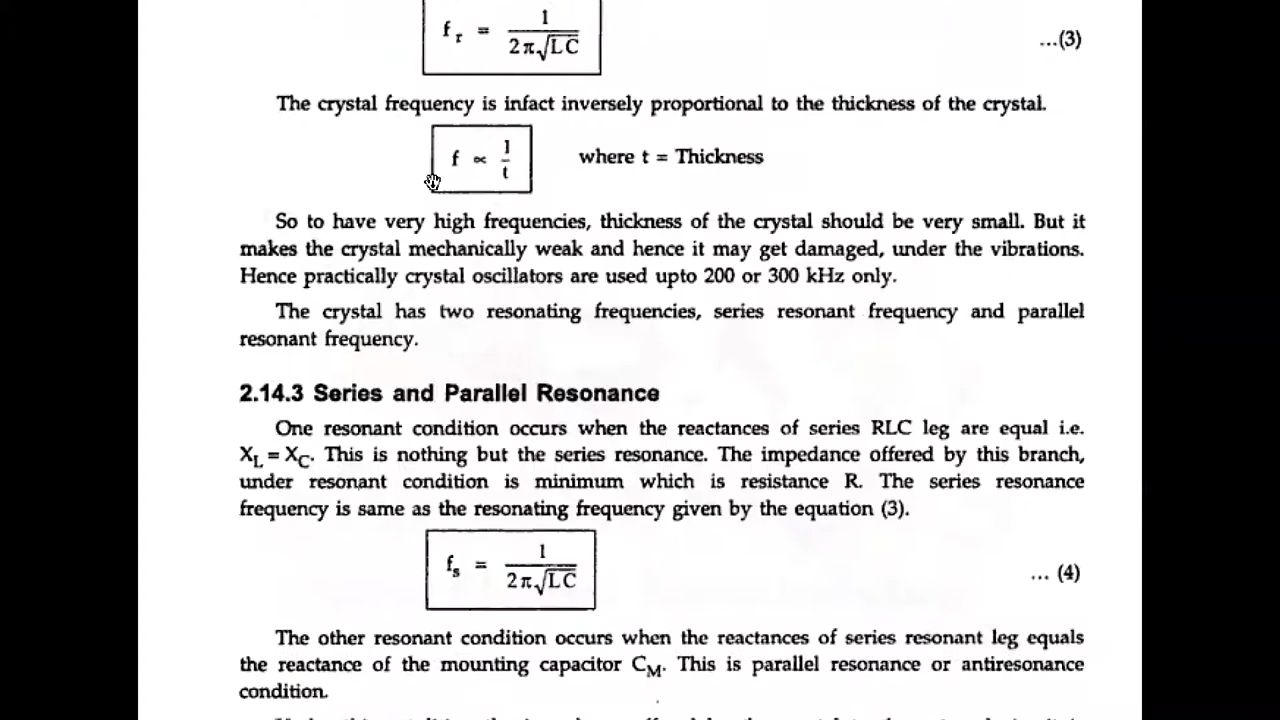 f r = 1 / 2π√LC ...(3)
The crystal frequency is infact inversely proportional to the thickness of the crystal.
f ∝ 1 / t where t = Thickness
So to have very high frequencies, thickness of the crystal should be very small. But it
makes the crystal mechanically weak and hence it may get damaged, under the vibrations.
Hence practically crystal oscillators are used upto 200 or 300 kHz only.
The crystal has two resonating frequencies, series resonant frequency and parallel
resonant frequency.
2.14.3 Series and Parallel Resonance
One resonant condition occurs when the reactances of series RLC leg are equal i.e.
XL = XC. This is nothing but the series resonance. The impedance offered by this branch,
under resonant condition is minimum which is resistance R. The series resonance
frequency is same as the resonating frequency given by the equation (3).
fs = 1 / 2π√LC ... (4)
The other resonant condition occurs when the reactances of series resonant leg equals
the reactance of the mounting capacitor CM. This is parallel resonance or antiresonance
condition.